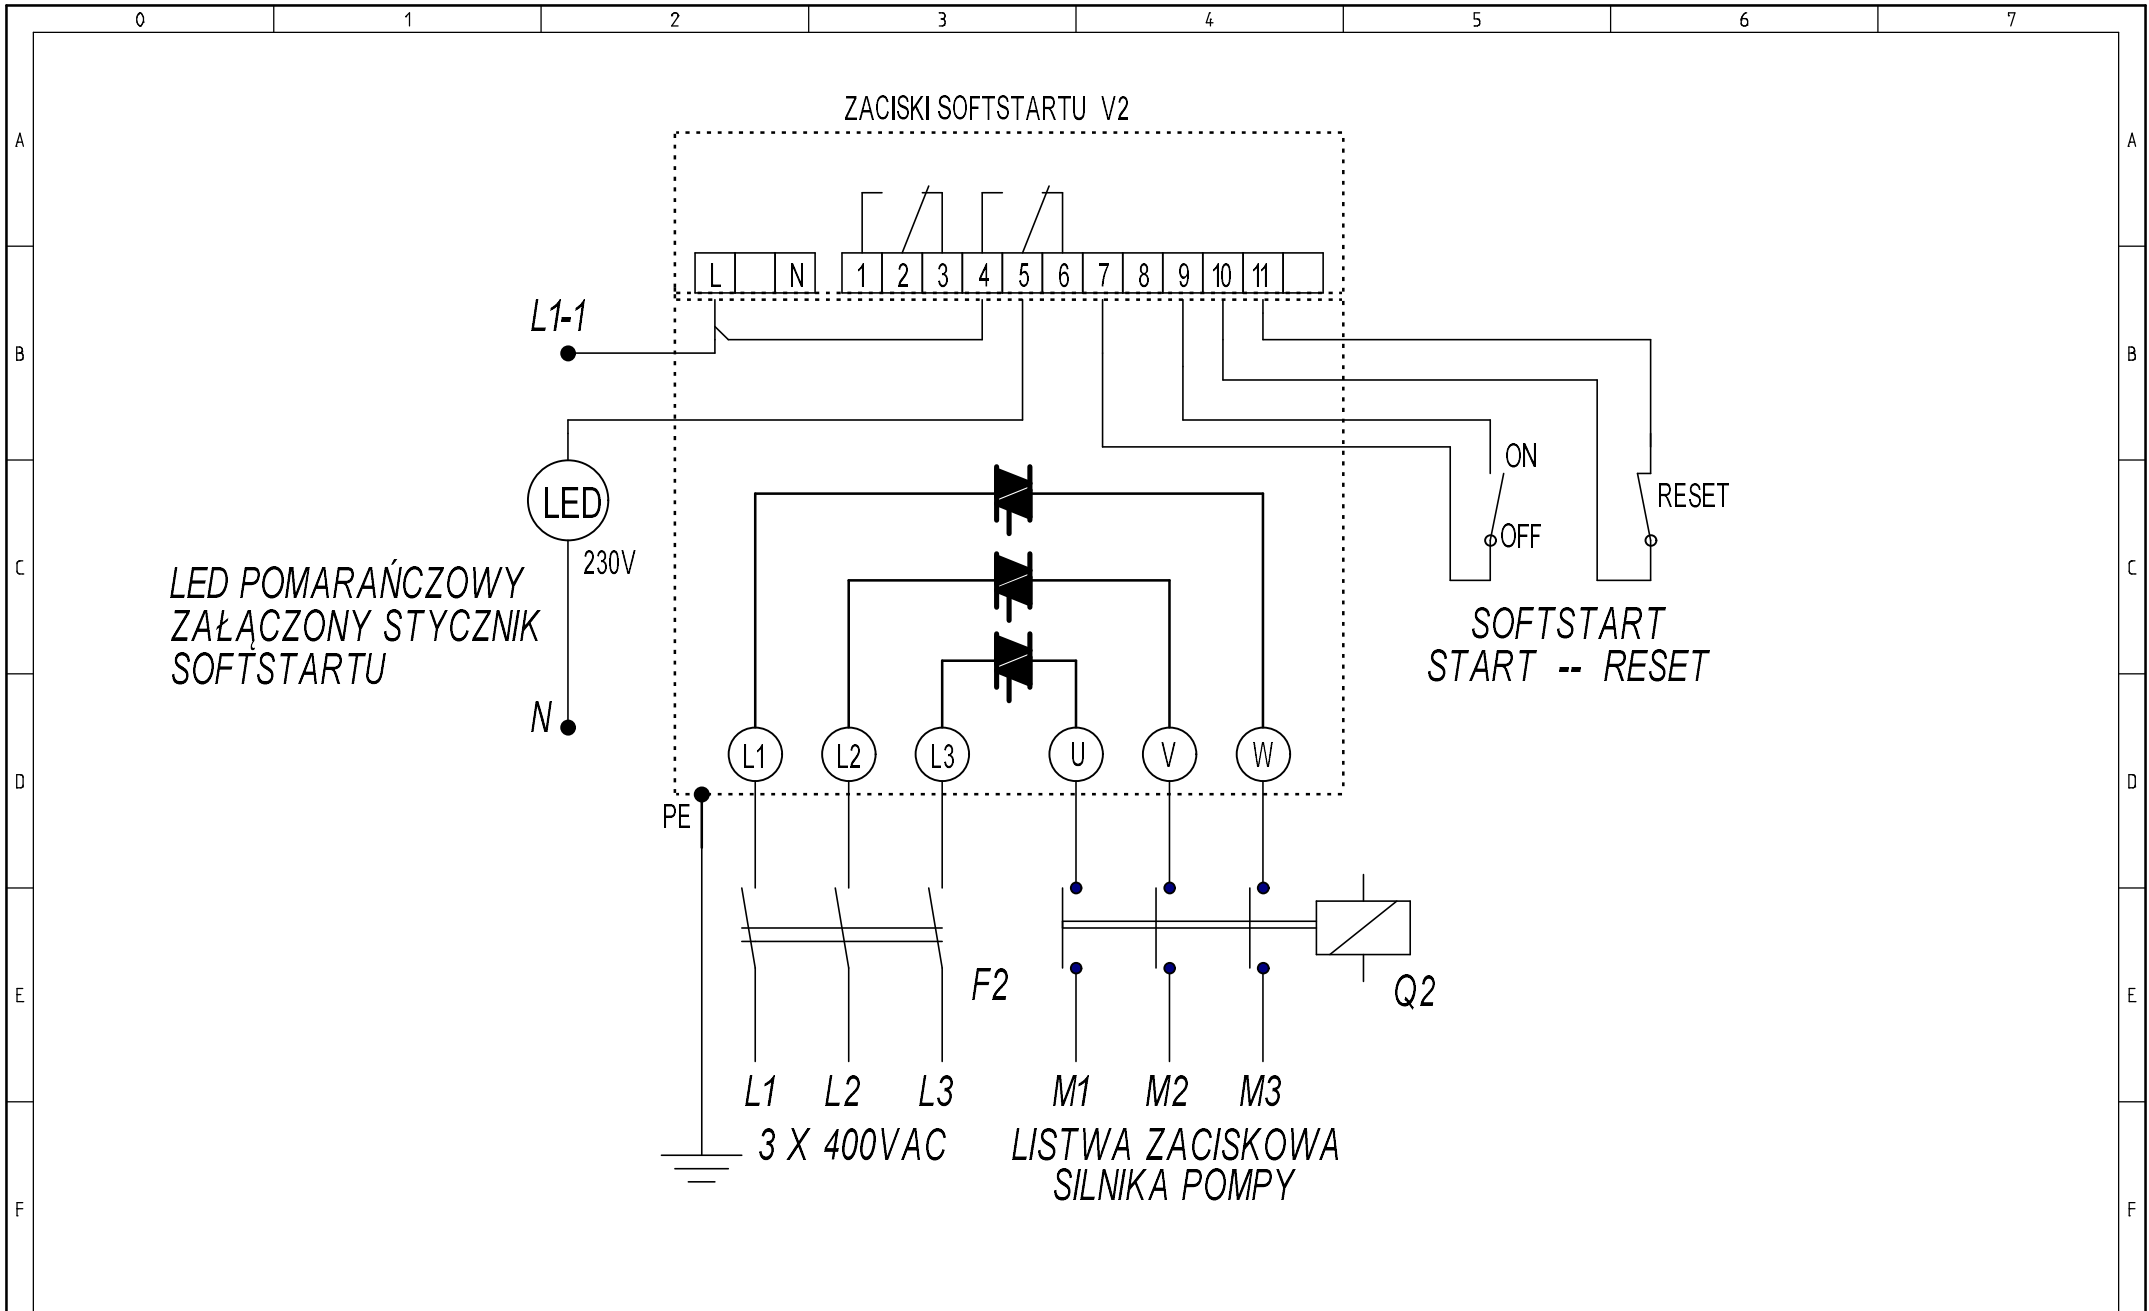 0 1 2 3 4 5 6 7
ZACISKI SOFTSTARTU V2
A A
L N 1 2 3 4 5 6 7 8 9 10 11
L1-1
B B
ON
LED
RESET
OFF
230V
C C
LED POMARAŃCZOWY
ZAŁĄCZONY STYCZNIK
SOFTSTARTU
SOFTSTART
START -- RESET
N
L1 L2 L3 U V W
D D
PE
F2
Q2
E E
L1 L2 L3 M1 M2 M3
3 X 400VAC
LISTWA ZACISKOWA
SILNIKA POMPY
F F